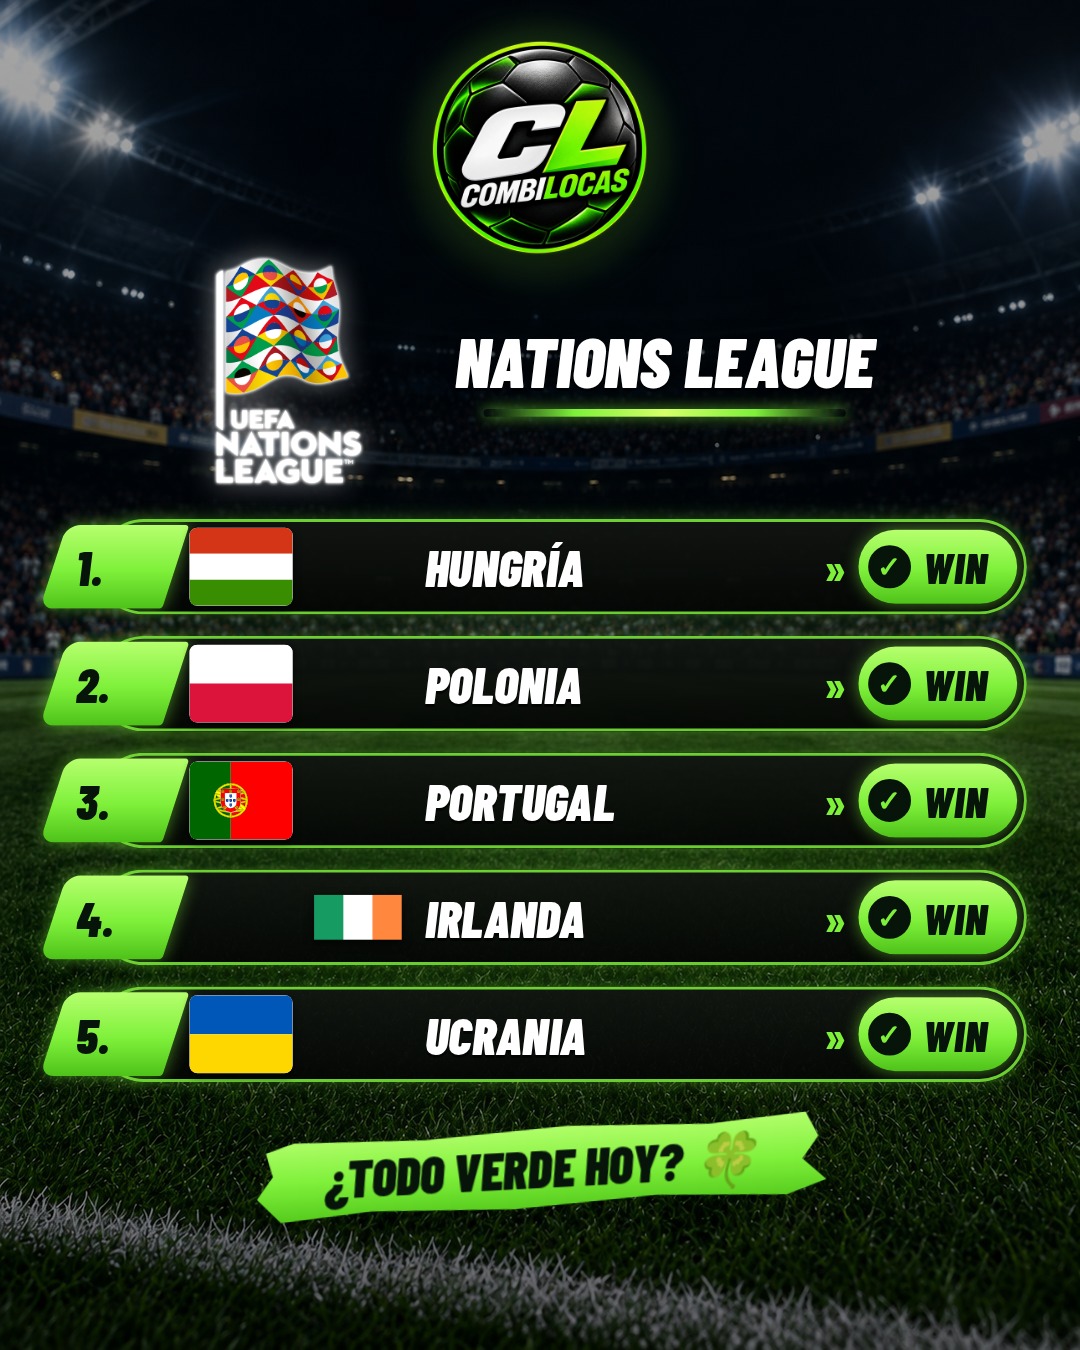 CL
COMBILOCAS
UEFA
NATIONS
LEAGUE™
NATIONS LEAGUE
1. HUNGRÍA » ✓ WIN
2. POLONIA » ✓ WIN
3. PORTUGAL » ✓ WIN
4. IRLANDA » ✓ WIN
5. UCRANIA » ✓ WIN
¿TODO VERDE HOY? 🍀